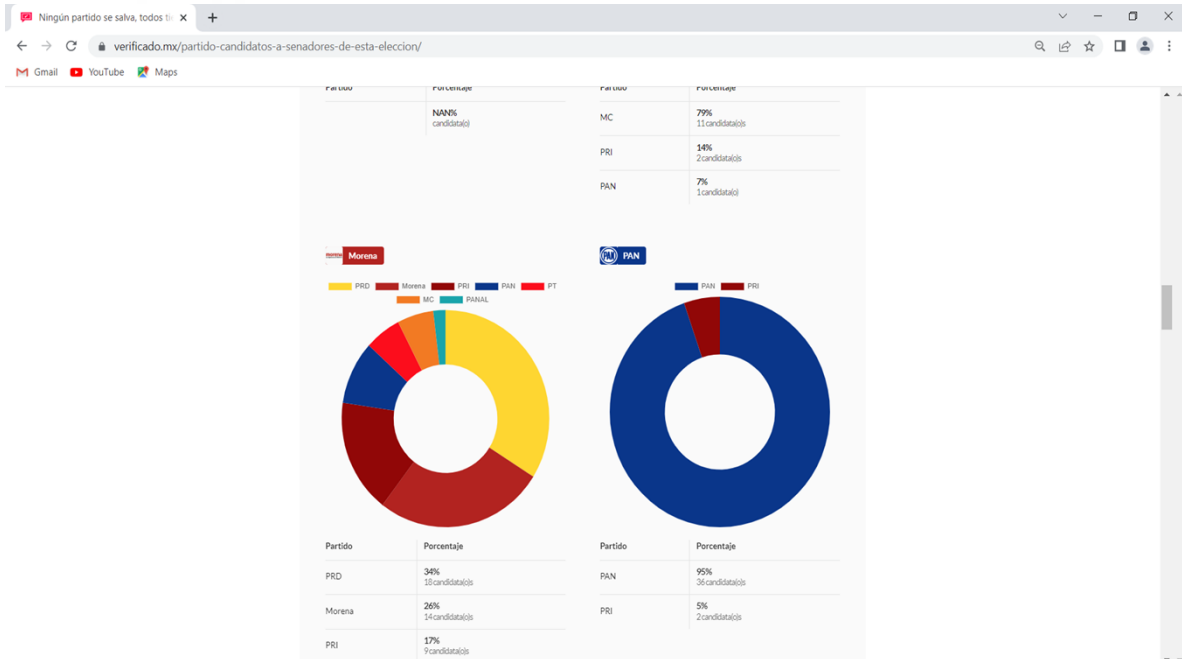 Ningún partido se salva, todos ti
verificado.mx/partido-candidatos-a-senadores-de-esta-eleccion/
Gmail YouTube Maps
Partido Porcentaje
NAN%
candidata(o)
Partido Porcentaje
MC 79%
11 candidata(o)s
PRI 14%
2 candidata(o)s
PAN 7%
1 candidata(o)
morena Morena
PRD Morena PRI PAN PT
MC PANAL
Partido Porcentaje
PRD 34%
18 candidata(o)s
Morena 26%
14 candidata(o)s
PRI 17%
9 candidata(o)s
PAN PAN
PAN PRI
Partido Porcentaje
PAN 95%
36 candidata(o)s
PRI 5%
2 candidata(o)s